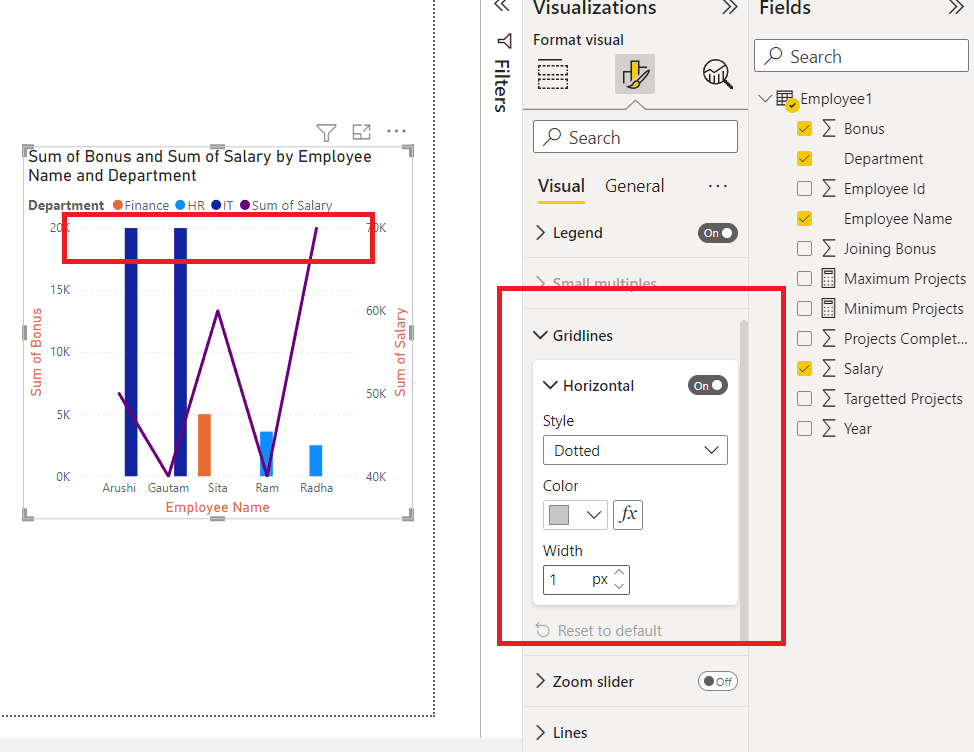 Visualizations
Fields
Format visual
Filters
Search
Search
Employee1
Bonus
Department
Employee Id
Employee Name
Joining Bonus
Maximum Projects
Minimum Projects
Projects Complet...
Salary
Targetted Projects
Year
Visual General ...
Legend On
Small multiples
Gridlines
Horizontal On
Style
Dotted
Color
fx
Width
1 px
Reset to default
Zoom slider Off
Lines
Sum of Bonus and Sum of Salary by Employee
Name and Department
Department Finance HR IT Sum of Salary
20K 70K
15K
60K
10K
50K
5K
0K 40K
Sum of Bonus
Sum of Salary
Arushi Gautam Sita Ram Radha
Employee Name